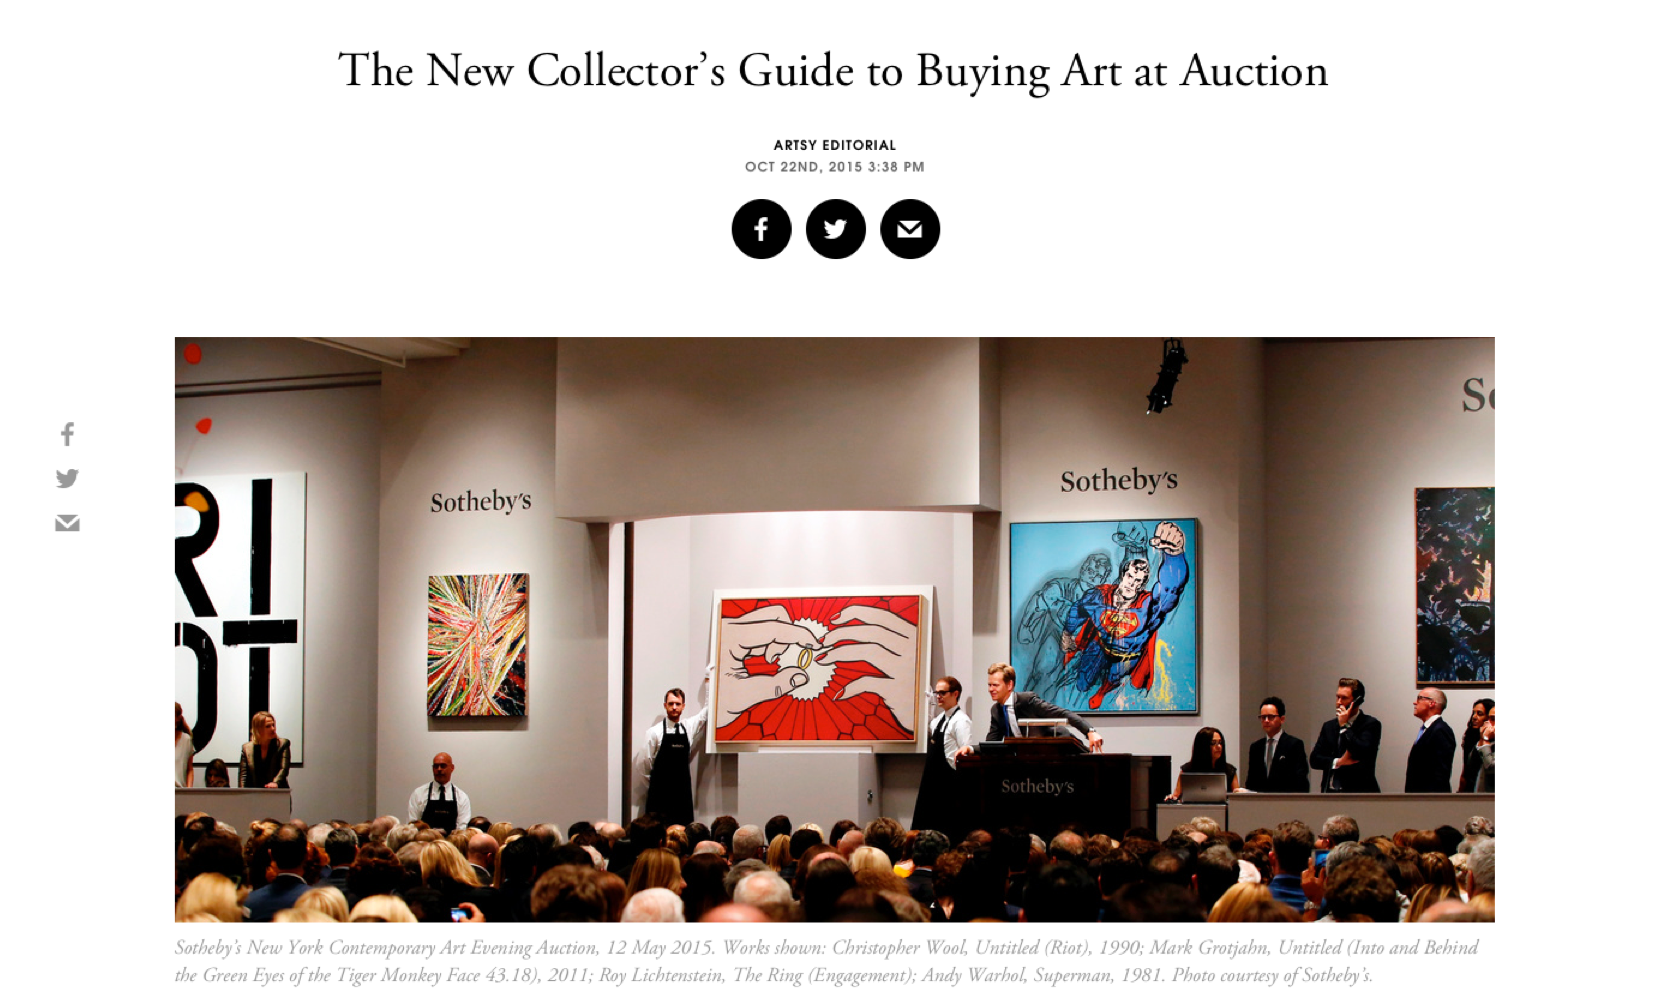 The New Collector’s Guide to Buying Art at Auction
ARTSY EDITORIAL
OCT 22ND, 2015 3:38 PM
So
Sotheby's
Sotheby's
RI
OT
Sotheby's
Sotheby’s New York Contemporary Art Evening Auction, 12 May 2015. Works shown: Christopher Wool, Untitled (Riot), 1990; Mark Grotjahn, Untitled (Into and Behind
the Green Eyes of the Tiger Monkey Face 43.18), 2011; Roy Lichtenstein, The Ring (Engagement); Andy Warhol, Superman, 1981. Photo courtesy of Sotheby’s.